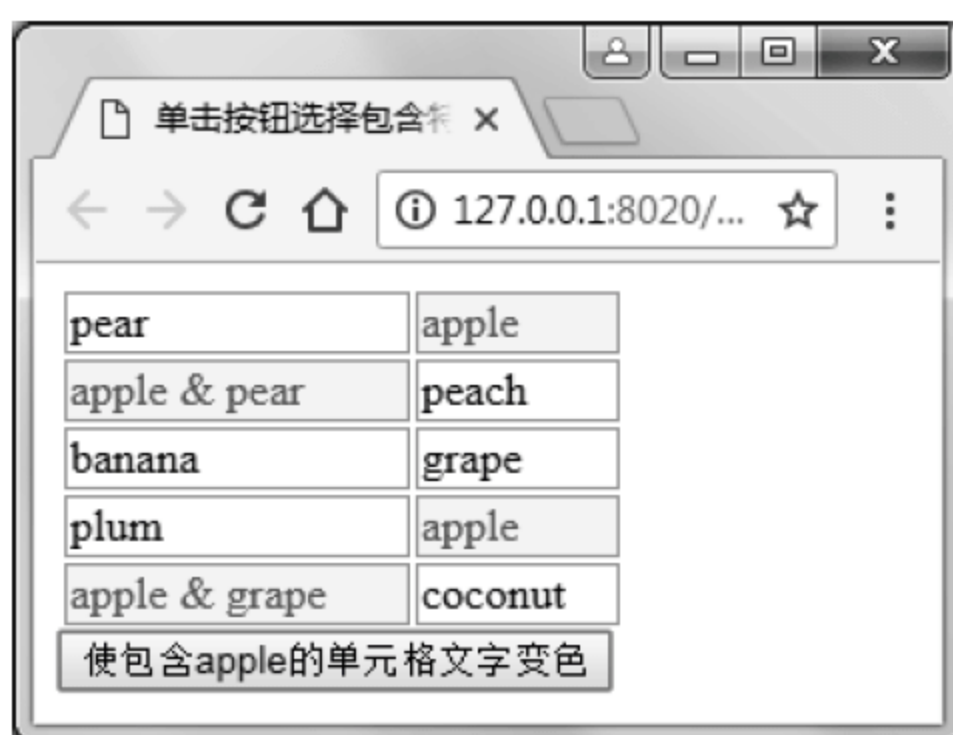 单击按钮选择包含
127.0.0.1:8020/...
pear apple
apple & pear peach
banana grape
plum apple
apple & grape coconut
使包含apple的单元格文字变色